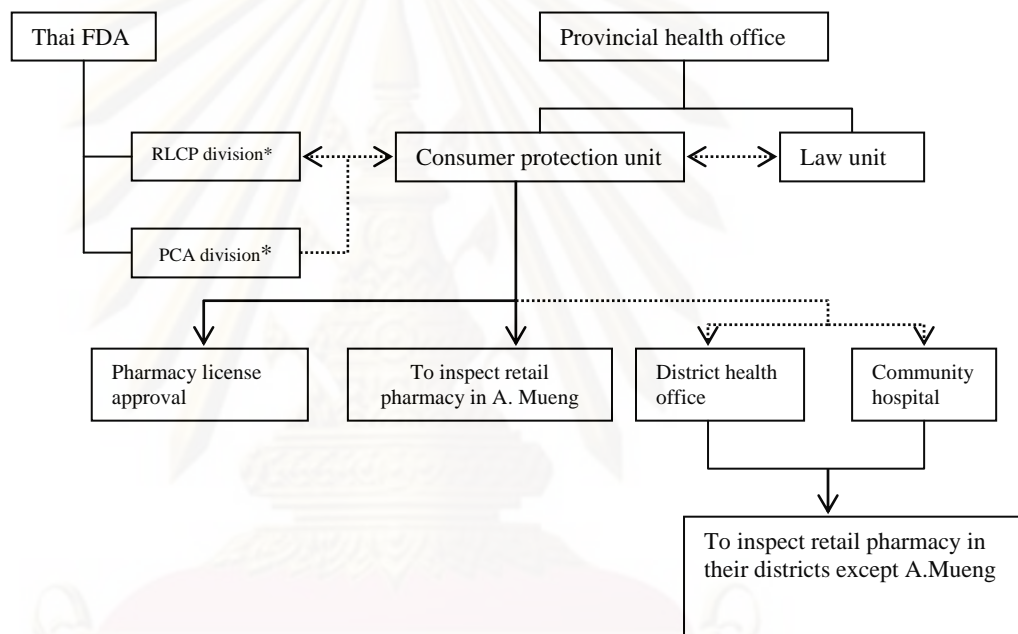 Thai FDA
Provincial health office
RLCP division*
Consumer protection unit
Law unit
PCA division*
Pharmacy license
approval
To inspect retail
pharmacy in A. Mueng
District health
office
Community
hospital
To inspect retail pharmacy in
their districts except A.Mueng